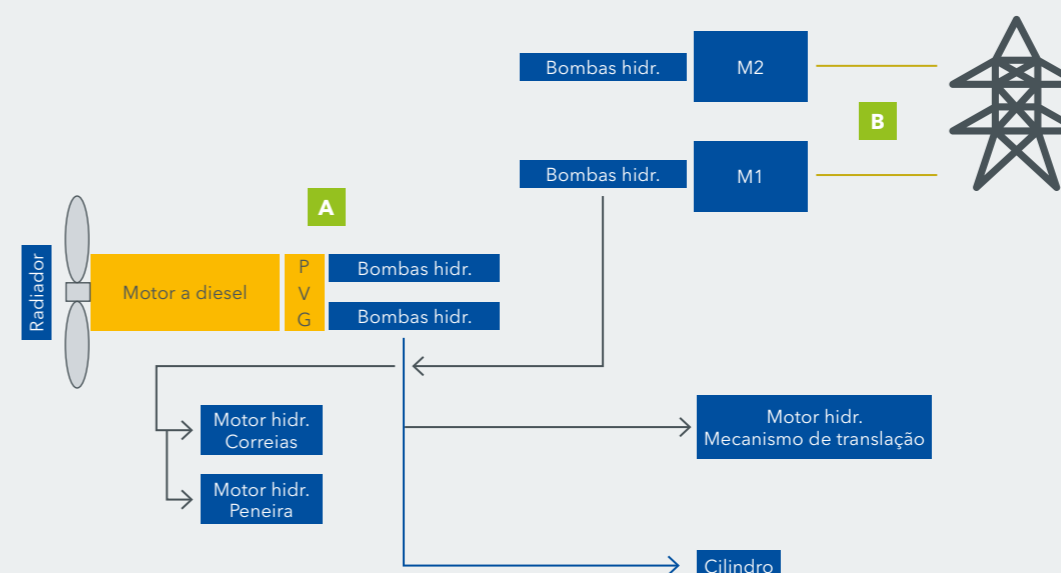 Bombas hidr.
M2
B
Bombas hidr.
M1
A
Radiador
Motor a diesel
P
V
G
Bombas hidr.
Bombas hidr.
Motor hidr.
Correias
Motor hidr.
Mecanismo de translação
Motor hidr.
Peneira
Cilindro